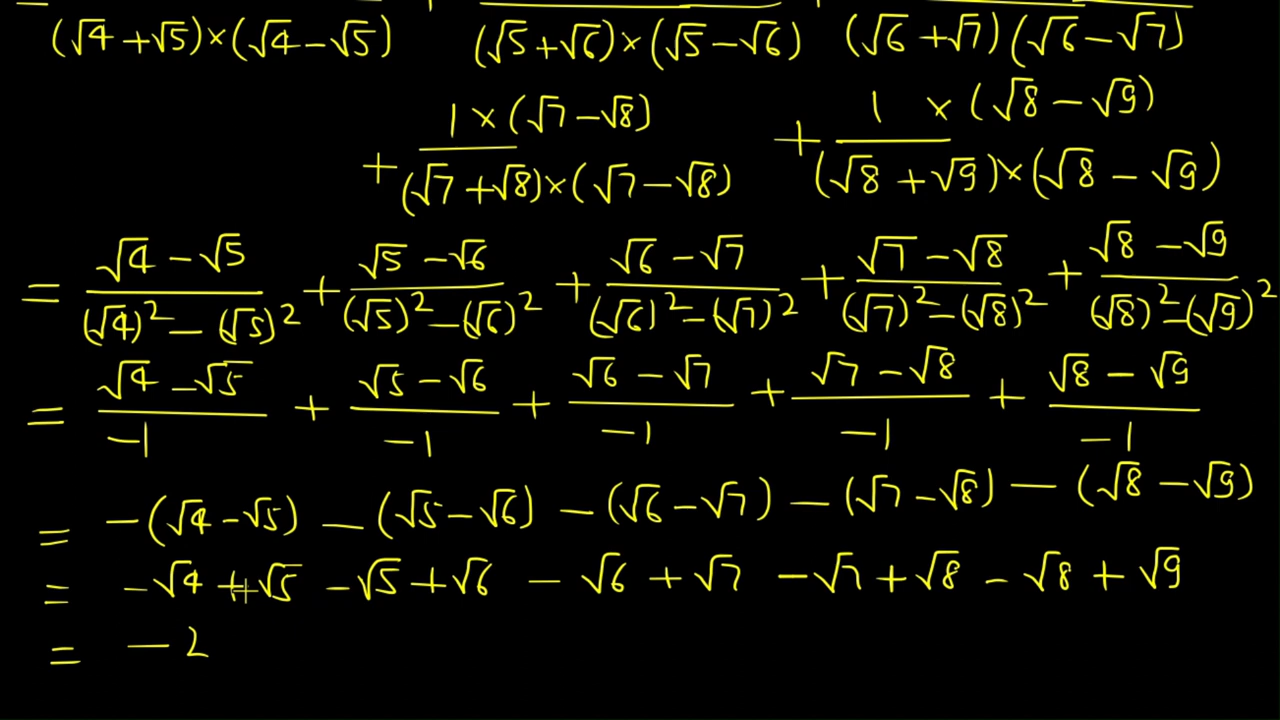 (√4 + √5) × (√4 − √5) (√5 + √6) × (√5 − √6) (√6 + √7) (√6 − √7)
+ 1 × (√7 − √8) / (√7 + √8) × (√7 − √8) + 1 × (√8 − √9) / (√8 + √9) × (√8 − √9)
= √4 − √5 / (√4)² − (√5)² + √5 − √6 / (√5)² − (√6)² + √6 − √7 / (√6)² − (√7)² + √7 − √8 / (√7)² − (√8)² + √8 − √9 / (√8)² − (√9)²
= √4 − √5 / −1 + √5 − √6 / −1 + √6 − √7 / −1 + √7 − √8 / −1 + √8 − √9 / −1
= −(√4 − √5) − (√5 − √6) − (√6 − √7) − (√7 − √8) − (√8 − √9)
= −√4 + √5 − √5 + √6 − √6 + √7 − √7 + √8 − √8 + √9
= − 2